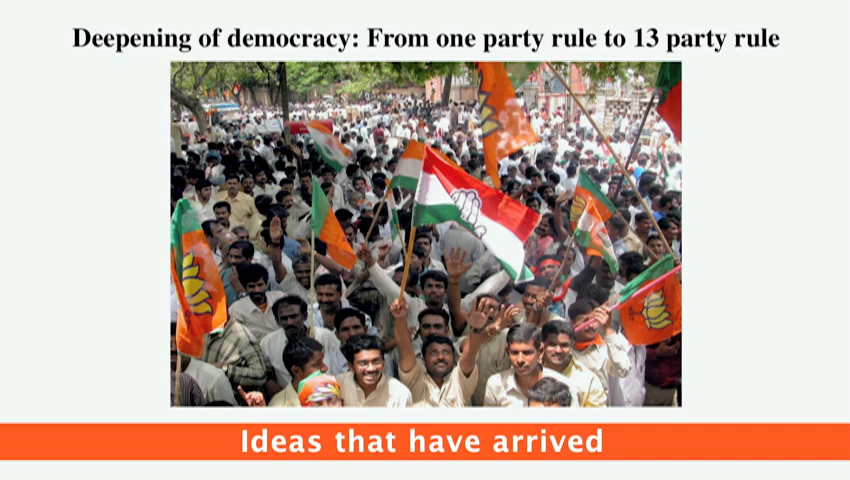 Deepening of democracy: From one party rule to 13 party rule
Ideas that have arrived